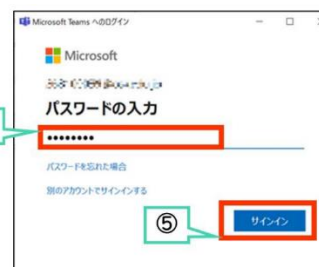 Microsoft Teams へのログイン
Microsoft
パスワードの入力
••••••••
パスワードを忘れた場合
別のアカウントでサインインする
⑤
サインイン